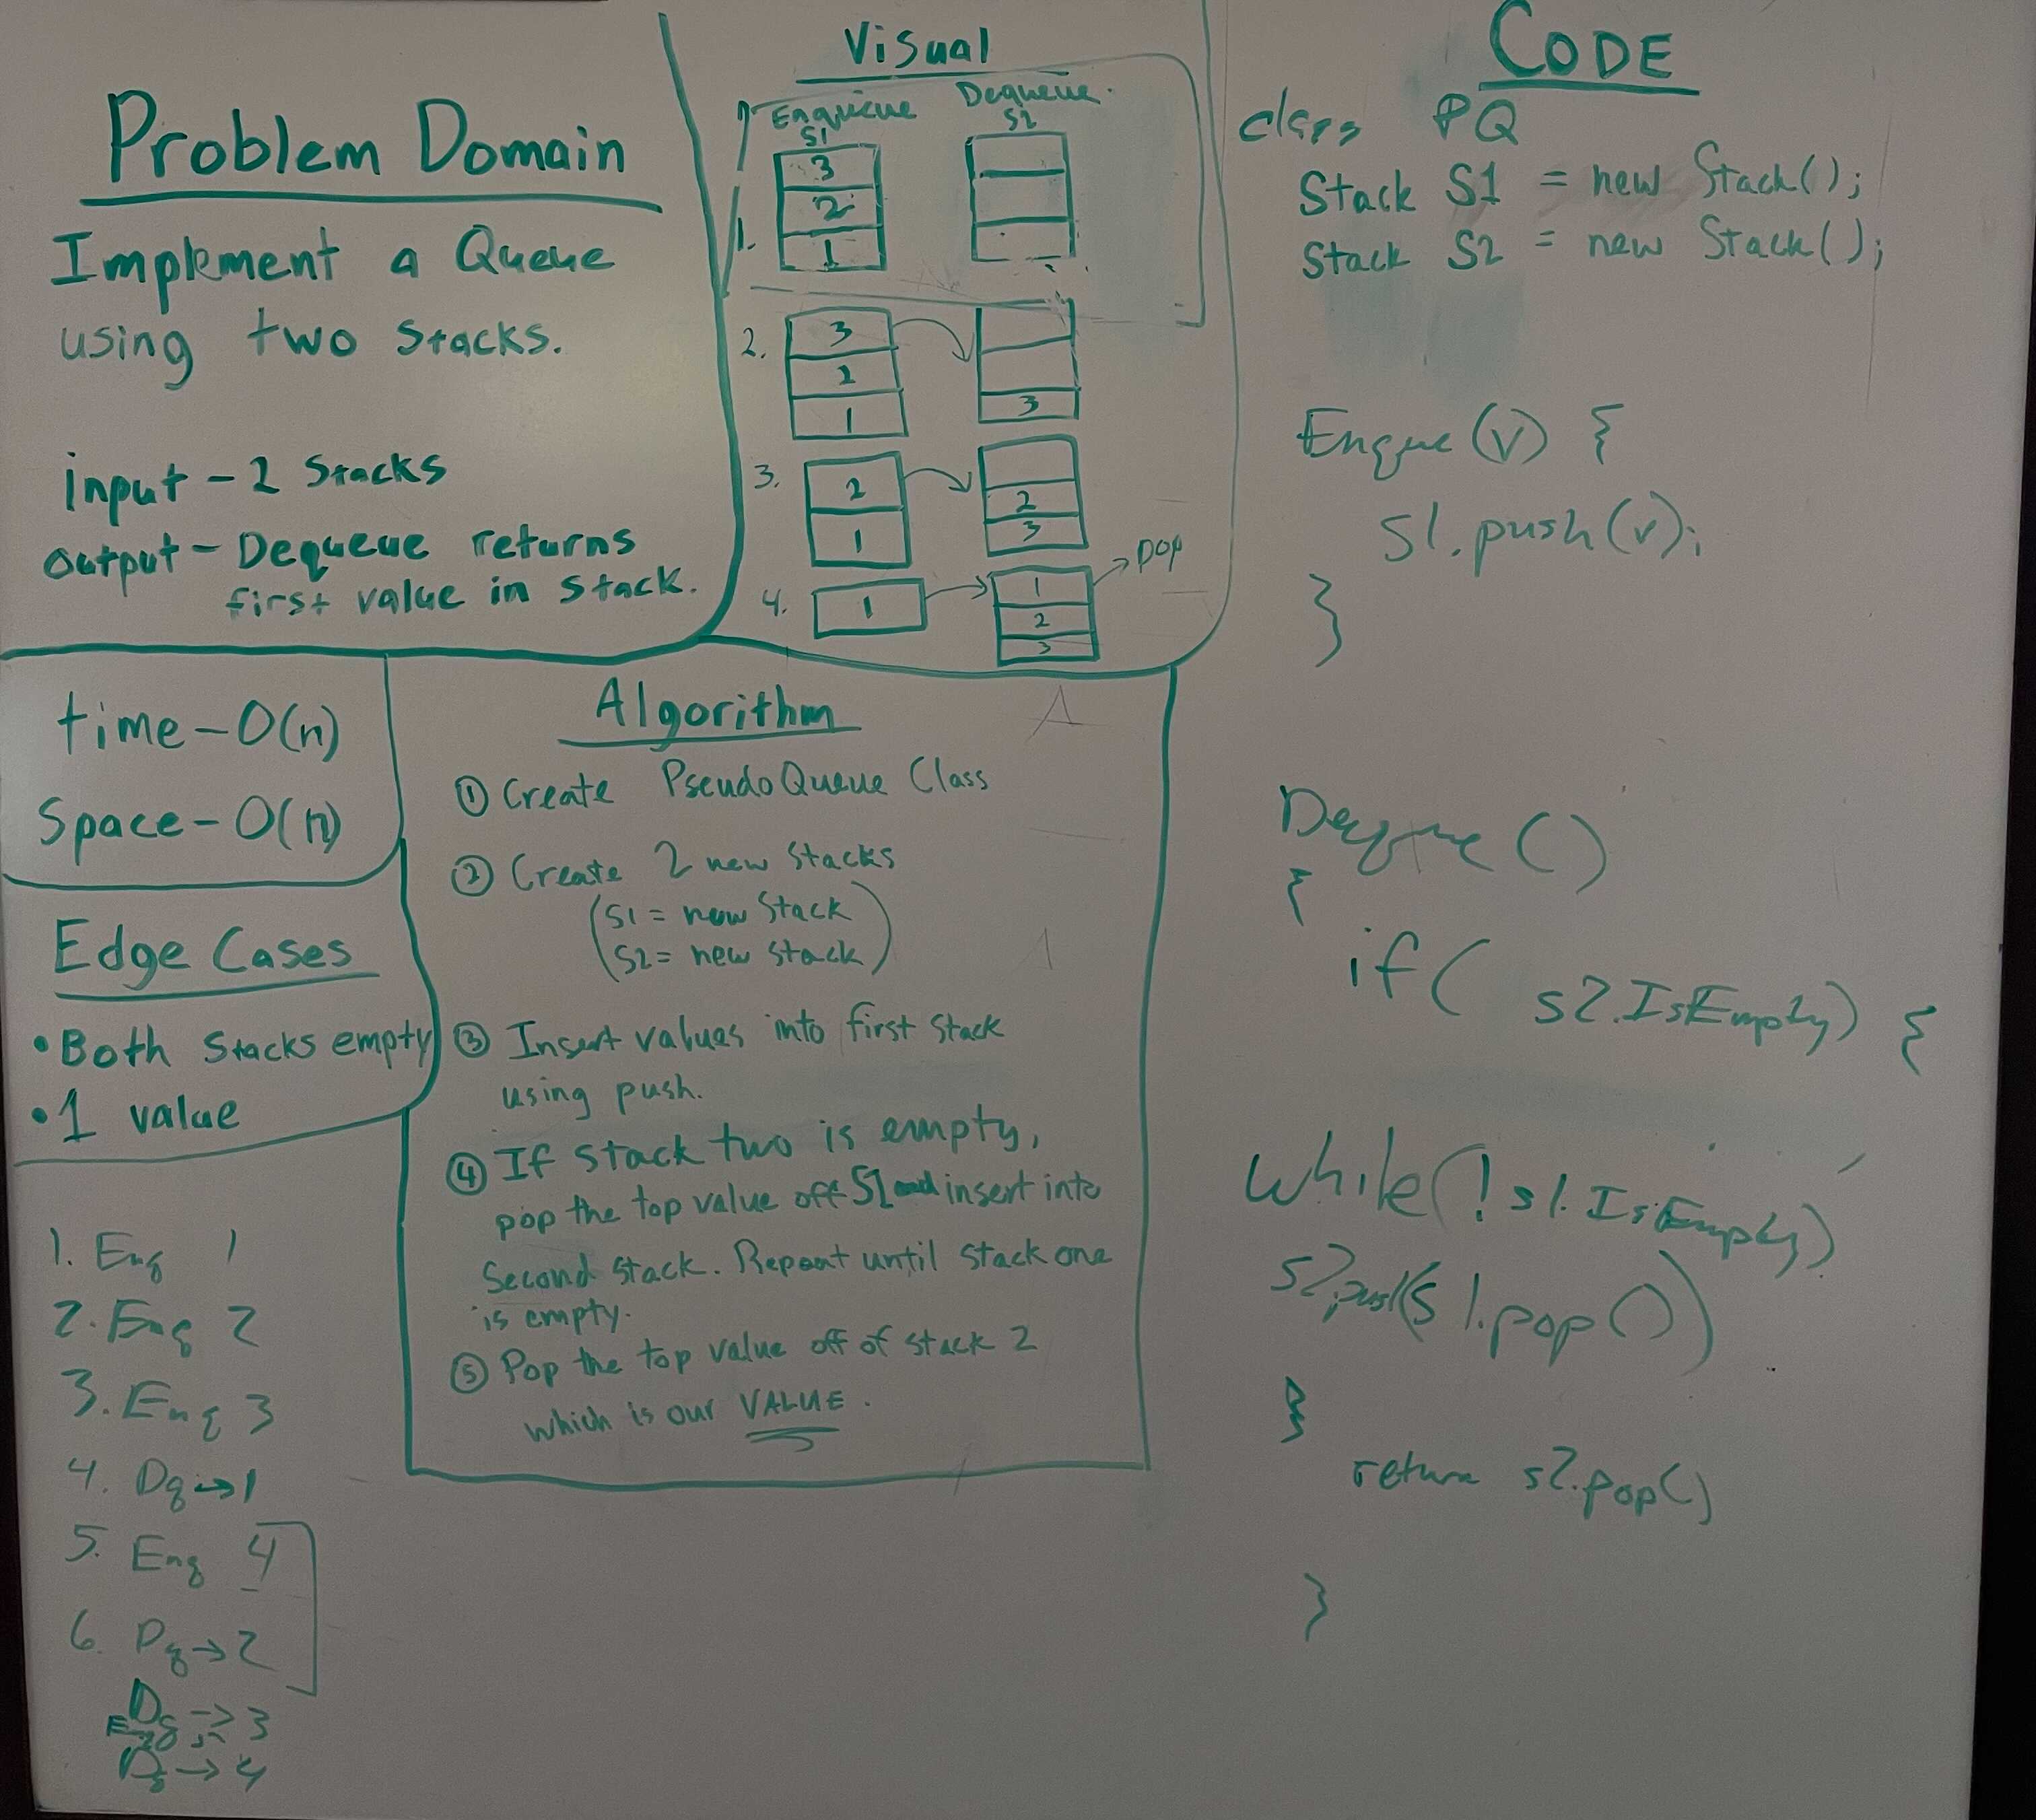 Problem Domain
Implement a Queue
using two stacks.
input - 2 Stacks
output - Dequeue returns
first value in stack.
Visual
Enqueue
S1
Dequeue
S2
1.
3
2
1
2.
3
2
1
3
3.
2
1
2
3
4.
1
1
2
3
pop
time - O(n)
Space - O(n)
Edge Cases
• Both stacks empty
• 1 value
1. Enq 1
2. Enq 2
3. Enq 3
4. Dq → 1
5. Enq 4
6. Dq → 2
Dq → 3
Dq → 4
Algorithm
① Create PseudoQueue Class
② Create 2 new stacks
(S1 = new Stack
S2 = new stack)
③ Insert values into first stack
using push.
④ If stack two is empty,
pop the top value off S1 and insert into
Second stack. Repeat until stack one
is empty.
⑤ Pop the top value off of stack 2
which is our VALUE.
CODE
class PQ
Stack S1 = new Stack();
Stack S2 = new Stack();
Enque (v) {
s1.push(v);
}
Deque ()
{
if( s2.IsEmpty) {
while(!s1.IsEmpty)
s2.push(s1.pop())
}
return s2.pop()
}